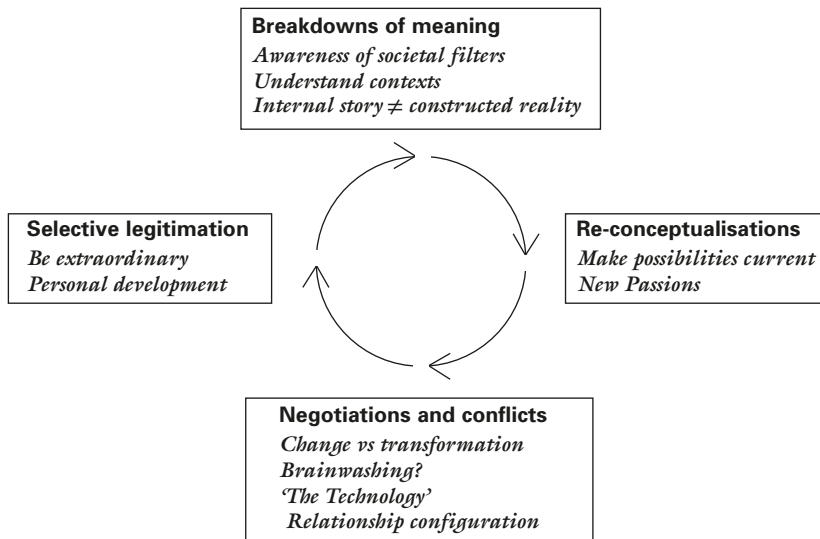 Breakdowns of meaning
Awareness of societal filters
Understand contexts
Internal story ≠ constructed reality
Selective legitimation
Be extraordinary
Personal development
Re-conceptualisations
Make possibilities current
New Passions
Negotiations and conflicts
Change vs transformation
Brainwashing?
‘The Technology’
Relationship configuration